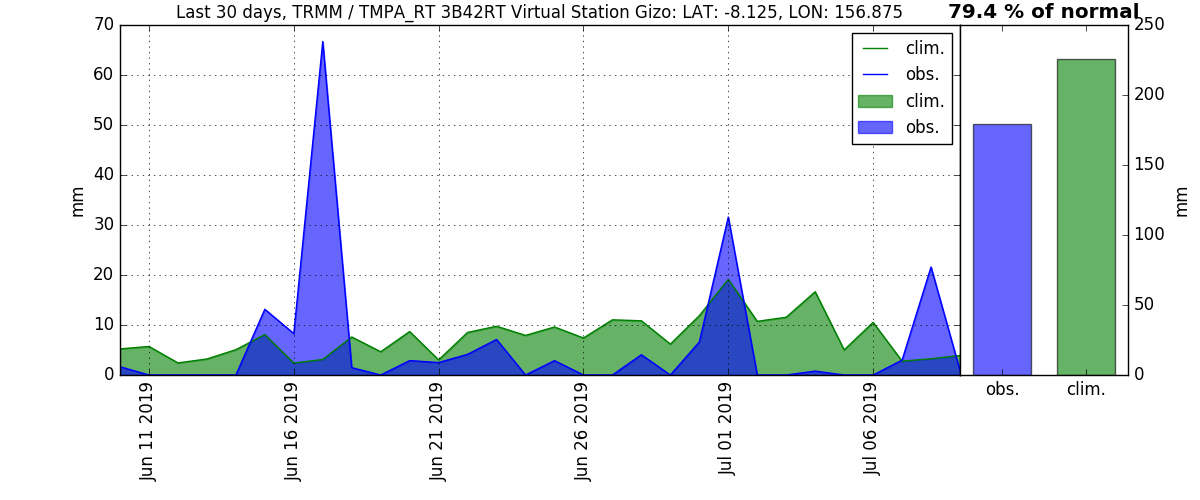 Last 30 days, TRMM / TMPA_RT 3B42RT Virtual Station Gizo: LAT: -8.125, LON: 156.875
79.4 % of normal
70
60
50
40
30
20
10
0
mm
clim.
obs.
clim.
obs.
Jun 11 2019
Jun 16 2019
Jun 21 2019
Jun 26 2019
Jul 01 2019
Jul 06 2019
250
200
150
100
50
0
mm
obs.
clim.